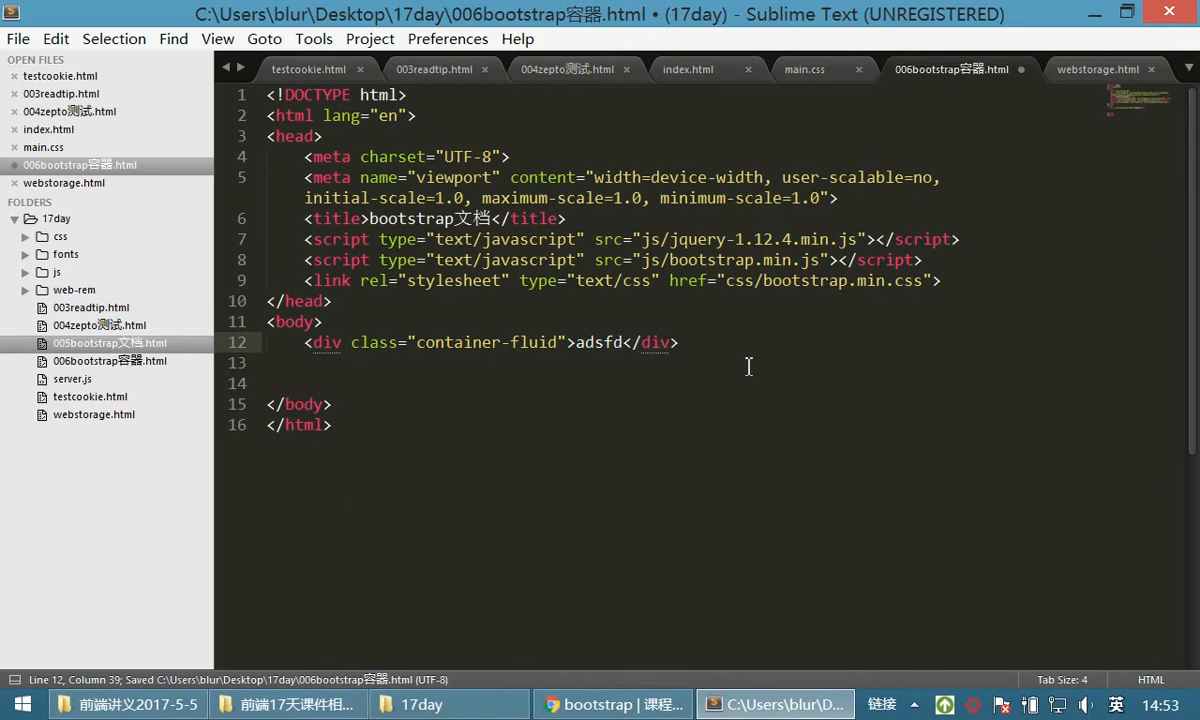 C:\Users\blur\Desktop\17day\006bootstrap容器.html • (17day) - Sublime Text (UNREGISTERED)
File Edit Selection Find View Goto Tools Project Preferences Help
OPEN FILES
testcookie.html
003readtip.html
004zepto测试.html
index.html
main.css
006bootstrap容器.html
webstorage.html
FOLDERS
17day
css
fonts
js
web-rem
003readtip.html
004zepto测试.html
005bootstrap文档.html
006bootstrap容器.html
server.js
testcookie.html
webstorage.html
testcookie.html 003readtip.html 004zepto测试.html index.html main.css 006bootstrap容器.html webstorage.html
1 <!DOCTYPE html>
2 <html lang="en">
3 <head>
4 <meta charset="UTF-8">
5 <meta name="viewport" content="width=device-width, user-scalable=no,
initial-scale=1.0, maximum-scale=1.0, minimum-scale=1.0">
6 <title>bootstrap文档</title>
7 <script type="text/javascript" src="js/jquery-1.12.4.min.js"></script>
8 <script type="text/javascript" src="js/bootstrap.min.js"></script>
9 <link rel="stylesheet" type="text/css" href="css/bootstrap.min.css">
10 </head>
11 <body>
12 <div class="container-fluid">adsfd</div>
13
14
15 </body>
16 </html>
Line 12, Column 39; Saved C:\Users\blur\Desktop\17day\006bootstrap容器.html (UTF-8) Tab Size: 4 HTML
前端讲义2017-5-5 前端17天课件相... 17day bootstrap | 课程... C:\Users\blur\D... 链接 英 14:53